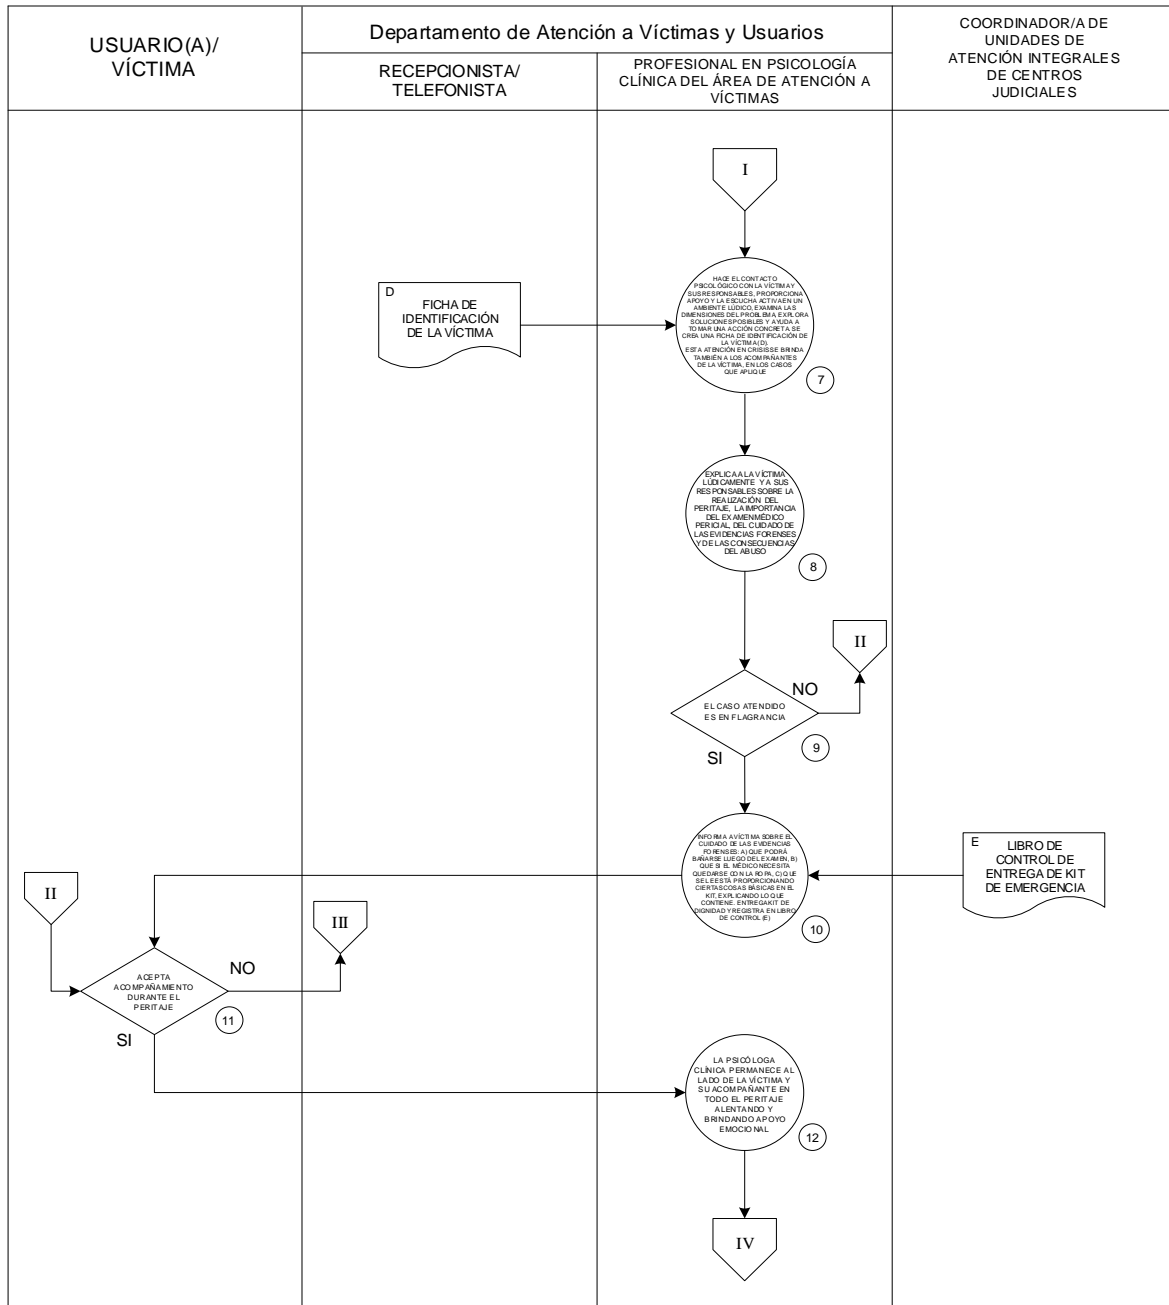 USUARIO(A)/
VÍCTIMA
Departamento de Atención a Víctimas y Usuarios
RECEPCIONISTA/
TELEFONISTA
PROFESIONAL EN PSICOLOGÍA
CLÍNICA DEL ÁREA DE ATENCIÓN A
VÍCTIMAS
COORDINADOR/A DE
UNIDADES DE
ATENCIÓN INTEGRALES
DE CENTROS
JUDICIALES
I
D
FICHA DE
IDENTIFICACIÓN
DE LA VÍCTIMA
HACE EL CONTACTO
PSICOLÓGICO CON LA VÍCTIMA Y
SUS RESPONSABLES, PROPORCIONA
APOYO Y LA ESCUCHA ACTIVA EN UN
AMBIENTE LÚDICO, EXAMINA LAS
DIMENSIONES DEL PROBLEMA, EXPLORA
SOLUCIONES POSIBLES Y AYUDA A
TOMAR UNA ACCIÓN CONCRETA. SE
CREA UNA FICHA DE IDENTIFICACIÓN DE
LA VÍCTIMA (D).
ESTA ATENCIÓN EN CRISIS SE BRINDA
TAMBIÉN A LOS ACOMPAÑANTES
DE LA VÍCTIMA, EN LOS CASOS
QUE APLIQUE
7
EXPLICA A LA VÍCTIMA
LÚDICAMENTE Y A SUS
RESPONSABLES SOBRE LA
REALIZACIÓN DEL
PERITAJE, LA IMPORTANCIA
DEL EXAMEN MÉDICO
PERICIAL, DEL CUIDADO DE
LAS EVIDENCIAS FORENSES
Y DE LAS CONSECUENCIAS
DEL ABUSO
8
II
NO
EL CASO ATENDIDO
ES EN FLAGRANCIA
9
SI
INFORMA A VÍCTIMA SOBRE EL
CUIDADO DE LAS EVIDENCIAS
FORENSES: A) QUE PODRÁ
BAÑARSE LUEGO DEL EXAMEN, B)
QUE SI EL MÉDICO NECESITA
QUEDARSE CON LA ROPA, C) QUE
SE LE ESTÁ PROPORCIONANDO
CIERTAS COSAS BÁSICAS EN EL
KIT, EXPLICANDO LO QUE
CONTIENE. ENTREGA KIT DE
DIGNIDAD Y REGISTRA EN LIBRO
DE CONTROL (E)
10
E
LIBRO DE
CONTROL DE
ENTREGA DE KIT
DE EMERGENCIA
II
III
ACEPTA
ACOMPAÑAMIENTO
DURANTE EL
PERITAJE
NO
11
SI
LA PSICÓLOGA
CLÍNICA PERMANECE AL
LADO DE LA VÍCTIMA Y
SU ACOMPAÑANTE EN
TODO EL PERITAJE
ALENTANDO Y
BRINDANDO APOYO
EMOCIONAL
12
IV